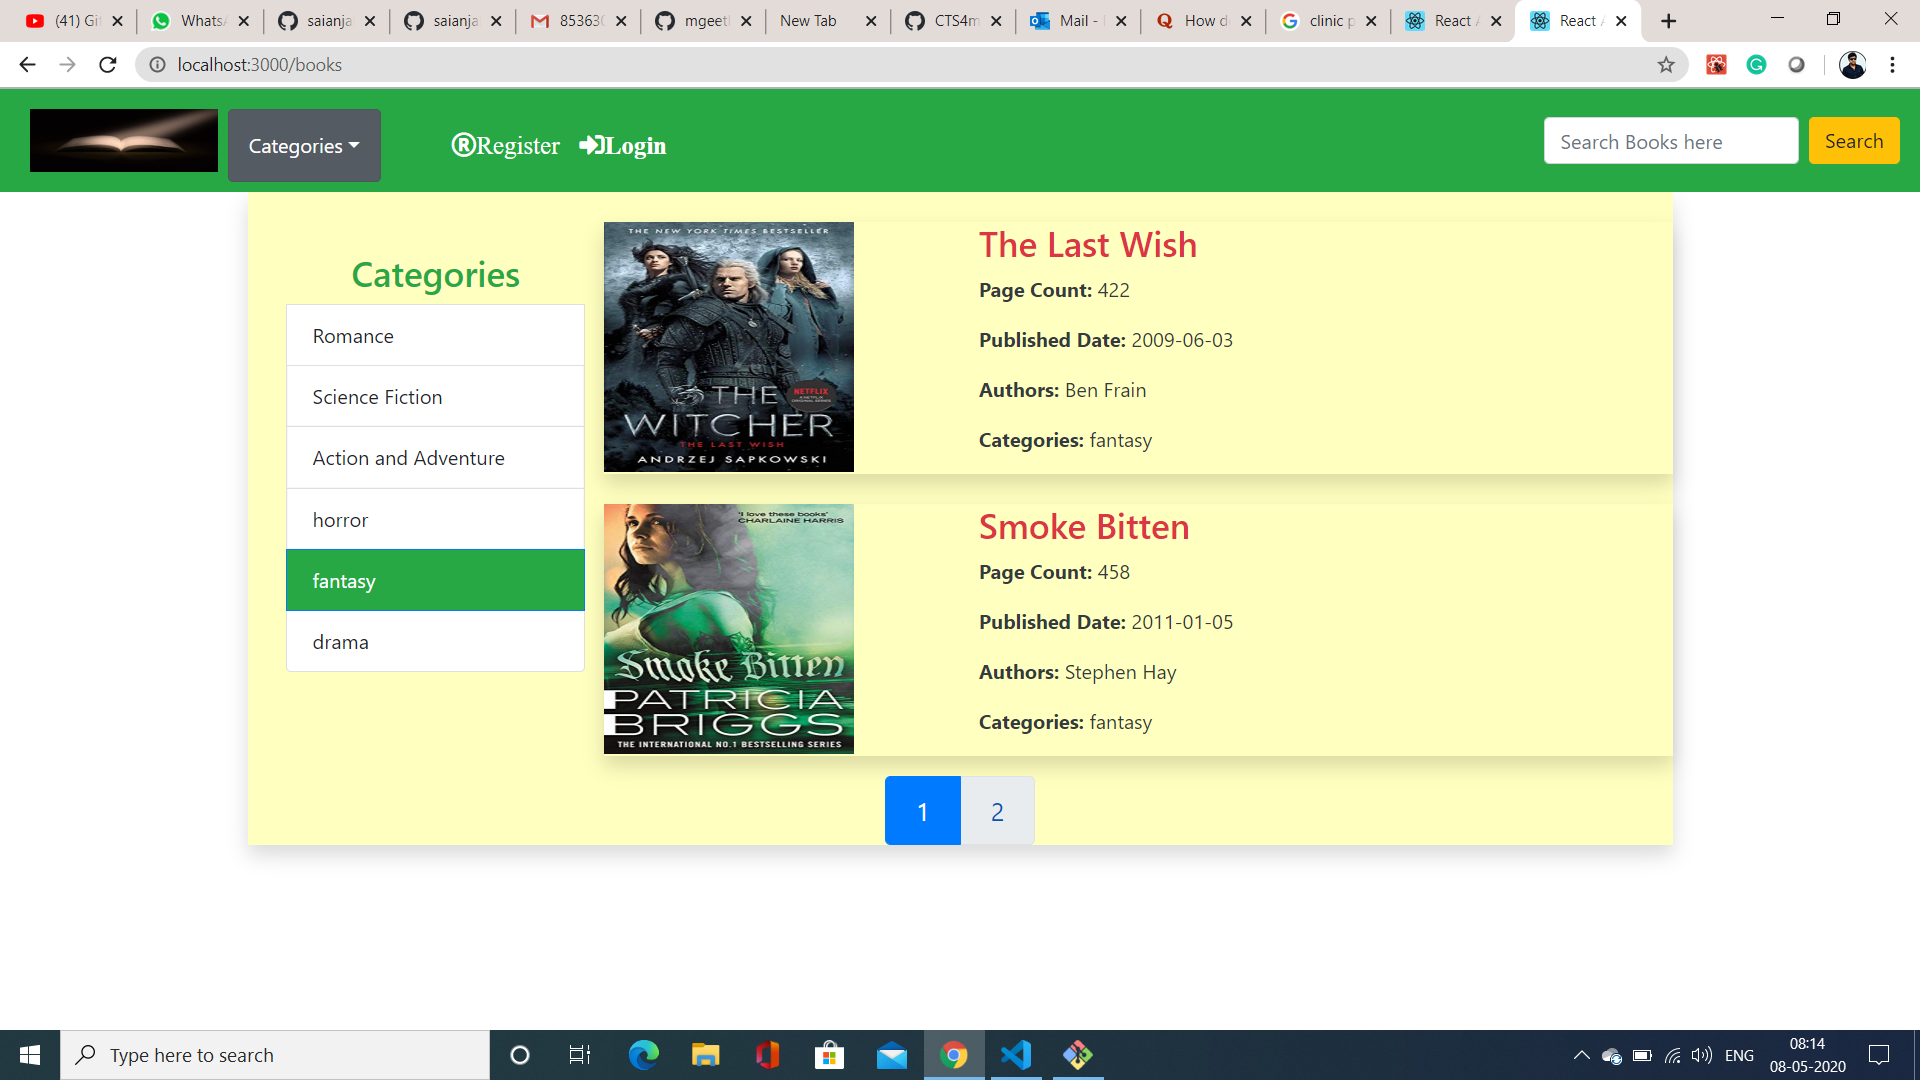 (41) Gi
WhatsA
saianja
saianja
85363
mgeet
New Tab
CTS4m
Mail -
How d
clinic p
React
React
localhost:3000/books
Categories
®Register
Login
Search Books here
Search
Categories
Romance
Science Fiction
Action and Adventure
horror
fantasy
drama
THE NEW YORK TIMES BESTSELLER
THE
WITCHER
NETFLIX
THE LAST WISH
ANDRZEJ SAPKOWSKI
The Last Wish
Page Count: 422
Published Date: 2009-06-03
Authors: Ben Frain
Categories: fantasy
'I love these books'
CHARLAINE HARRIS
Smoke Bitten
PATRICIA
BRIGGS
THE INTERNATIONAL NO.1 BESTSELLING SERIES
Smoke Bitten
Page Count: 458
Published Date: 2011-01-05
Authors: Stephen Hay
Categories: fantasy
1
2
Type here to search
ENG
08:14
08-05-2020